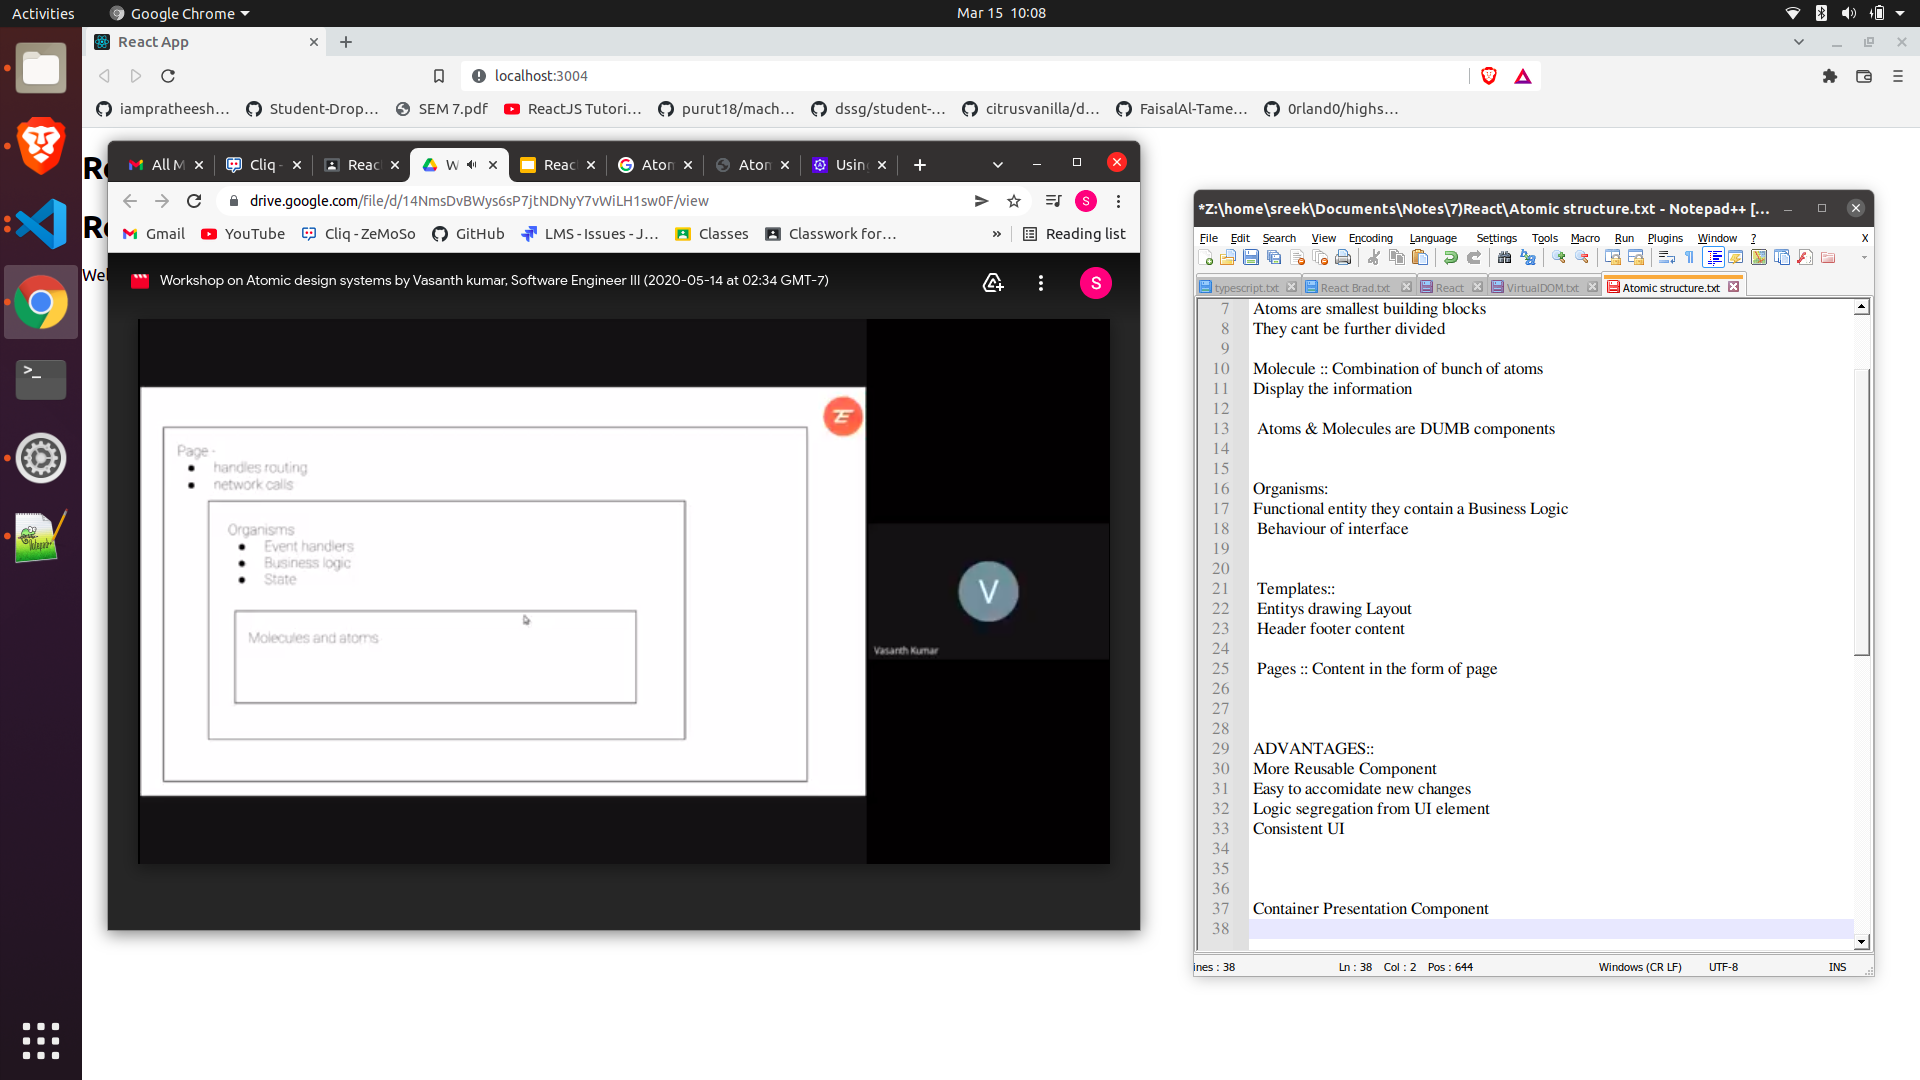 Activities
Google Chrome
Mar 15 10:08
React App
localhost:3004
iampratheesh...
Student-Drop...
SEM 7.pdf
ReactJS Tutori...
purut18/mach...
dssg/student-...
citrusvanilla/d...
FaisalAl-Tame...
0rland0/highs...
Wel
All M
Cliq -
Reac
W
Reac
Aton
Aton
Usin
drive.google.com/file/d/14NmsDvBWys6sP7jtNDNyY7vWiLH1sw0F/view
S
Gmail
YouTube
Cliq - ZeMoSo
GitHub
LMS - Issues - J...
Classes
Classwork for...
»
Reading list
Workshop on Atomic design systems by Vasanth kumar, Software Engineer III (2020-05-14 at 02:34 GMT-7)
S
Page -
handles routing
network calls
Organisms
Event handlers
Business logic
State
Molecules and atoms
V
Vasanth Kumar
*Z:\home\sreek\Documents\Notes\7)React\Atomic structure.txt - Notepad++ [...
File Edit Search View Encoding Language Settings Tools Macro Run Plugins Window ? X
typescript.txt
React Brad.txt
React
VirtualDOM.txt
Atomic structure.txt
7 Atoms are smallest building blocks
8 They cant be further divided
9
10 Molecule :: Combination of bunch of atoms
11 Display the information
12
13 Atoms & Molecules are DUMB components
14
15
16 Organisms:
17 Functional entity they contain a Business Logic
18 Behaviour of interface
19
20
21 Templates::
22 Entitys drawing Layout
23 Header footer content
24
25 Pages :: Content in the form of page
26
27
28
29 ADVANTAGES::
30 More Reusable Component
31 Easy to accomidate new changes
32 Logic segregation from UI element
33 Consistent UI
34
35
36
37 Container Presentation Component
38
ines : 38 Ln : 38 Col : 2 Pos : 644 Windows (CR LF) UTF-8 INS